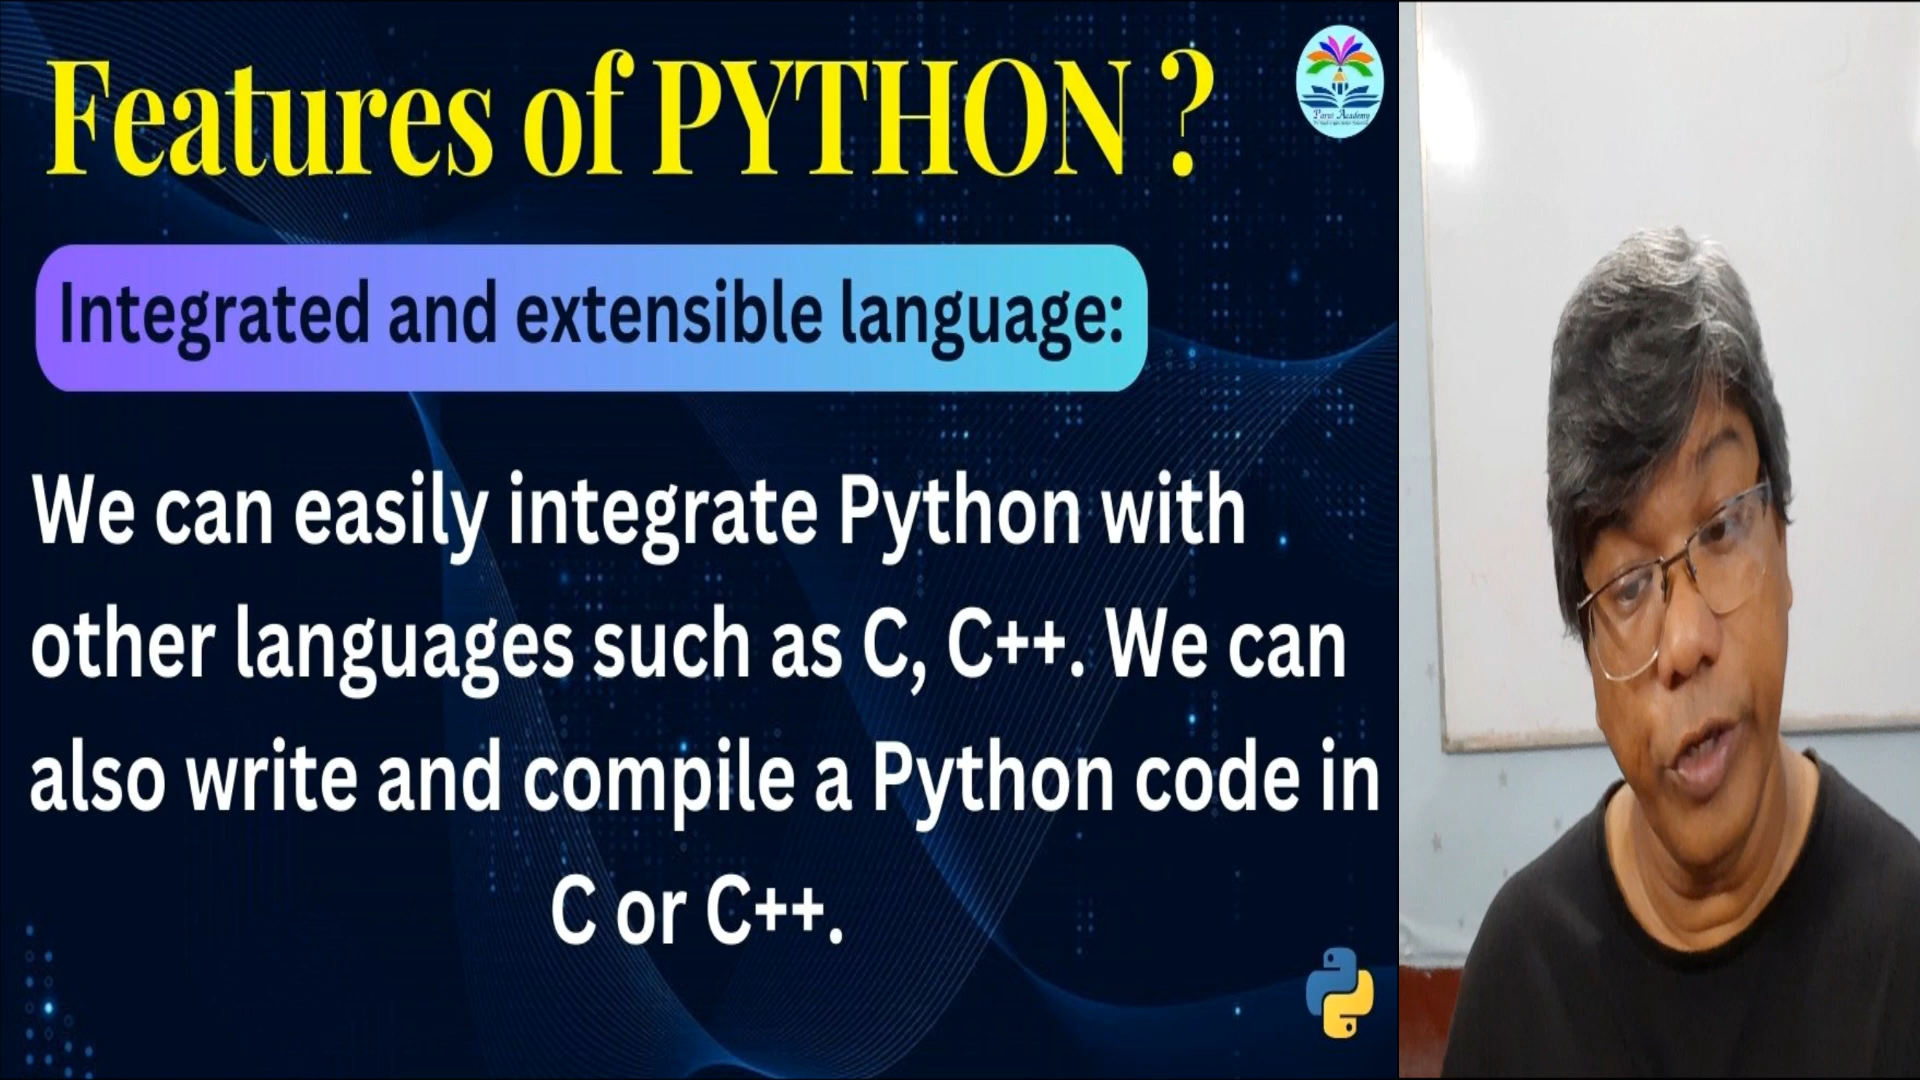 Features of PYTHON ?
Integrated and extensible language:
We can easily integrate Python with
other languages such as C, C++. We can
also write and compile a Python code in
C or C++.